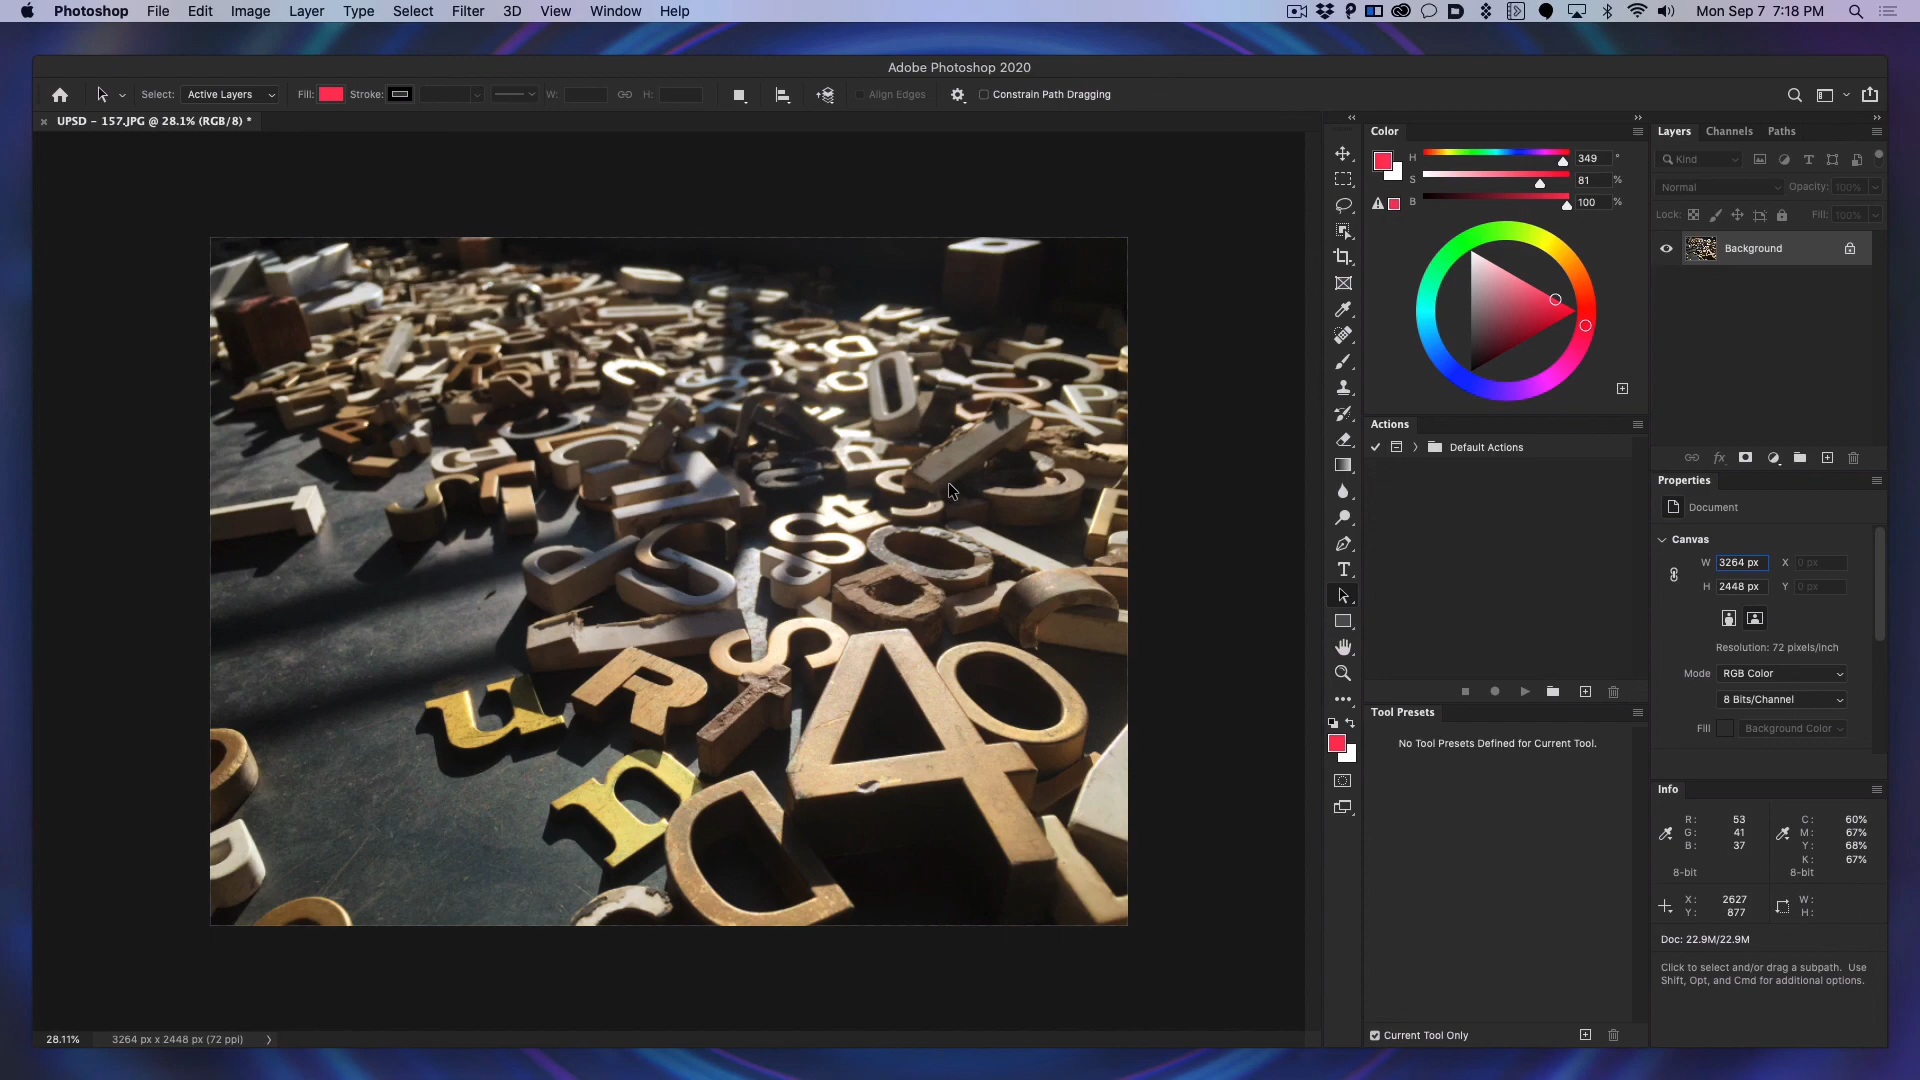 Photoshop File Edit Image Layer Type Select Filter 3D View Window Help Mon Sep 7 7:18 PM
Adobe Photoshop 2020
Select: Active Layers Fill: Stroke: W: H: Align Edges Constrain Path Dragging
UPSD – 157.JPG @ 28.1% (RGB/8) *
Color
H 349 °
S 81 %
B 100 %
Actions
Default Actions
Tool Presets
No Tool Presets Defined for Current Tool.
Current Tool Only
Layers Channels Paths
Kind
Normal Opacity: 100%
Lock: Fill: 100%
Background
Properties
Document
Canvas
W 3264 px X 0 px
H 2448 px Y 0 px
Resolution: 72 pixels/inch
Mode RGB Color
8 Bits/Channel
Fill Background Color
Info
R: 53 C: 60%
G: 41 M: 67%
B: 37 Y: 68%
K: 67%
8-bit 8-bit
X: 2627 W:
Y: 877 H:
Doc: 22.9M/22.9M
Click to select and/or drag a subpath. Use
Shift, Opt, and Cmd for additional options.
S
u R t 4 O
n D
28.11% 3264 px x 2448 px (72 ppi)